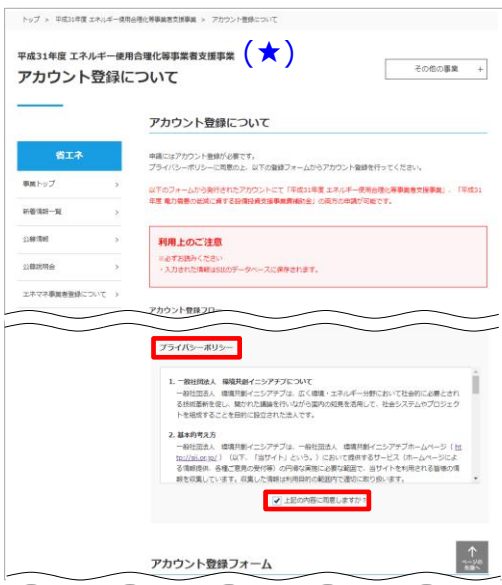 トップ > 平成31年度 エネルギー使用合理化等事業者支援事業 > アカウント登録について
平成31年度 エネルギー使用合理化等事業者支援事業 (★)
アカウント登録について
その他の事業 +
アカウント登録について
省エネ
事業トップ >
新着情報一覧 >
公募情報 >
公募説明会 >
エネマネ事業者登録について >
申請にはアカウント登録が必要です。
プライバシーポリシーに同意の上、以下の登録フォームからアカウント登録を行ってください。
以下のフォームから発行されたアカウントにて「平成31年度 エネルギー使用合理化等事業者支援事業」、「平成31
年度 電力需要の低減に資する設備投資支援事業費補助金」の両方の申請が可能です。
利用上のご注意
※必ずお読みください
・入力された情報はSIIのデータベースに保存されます。
アカウント登録フロー
プライバシーポリシー
1. 一般社団法人 環境共創イニシアチブについて
一般社団法人 環境共創イニシアチブは、広く環境・エネルギー分野において社会的に必要とされ
る技術革新を促し、開かれた議論を行いながら国内の知見を活用して、社会システムやプロジェク
トを組成することを目的に設立された法人です。
2. 基本的考え方
一般社団法人 環境共創イニシアチブは、一般社団法人 環境共創イニシアチブホームページ（ ht
tp://sii.or.jp/ ）（以下、「当サイト」という。）において提供するサービス（ホームページによ
る情報提供、各種ご意見の受付等）の円滑な実施に必要な範囲で、当サイトを利用される皆様の情
報を収集しています。収集した情報は利用目的の範囲内で適切に取り扱います。
上記の内容に同意しますか？
アカウント登録フォーム
ページの
先頭へ